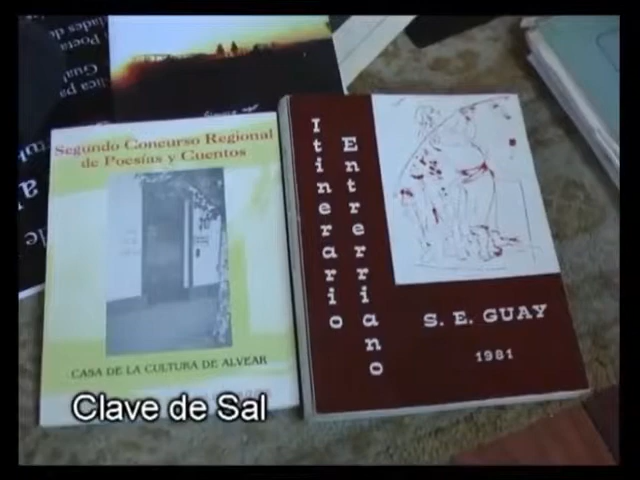 Segundo Concurso Regional
de Poesías y Cuentos
CASA DE LA CULTURA DE ALVEAR
Itinerario
Entrerriano
S. E. GUAY
1981
Clave de Sal